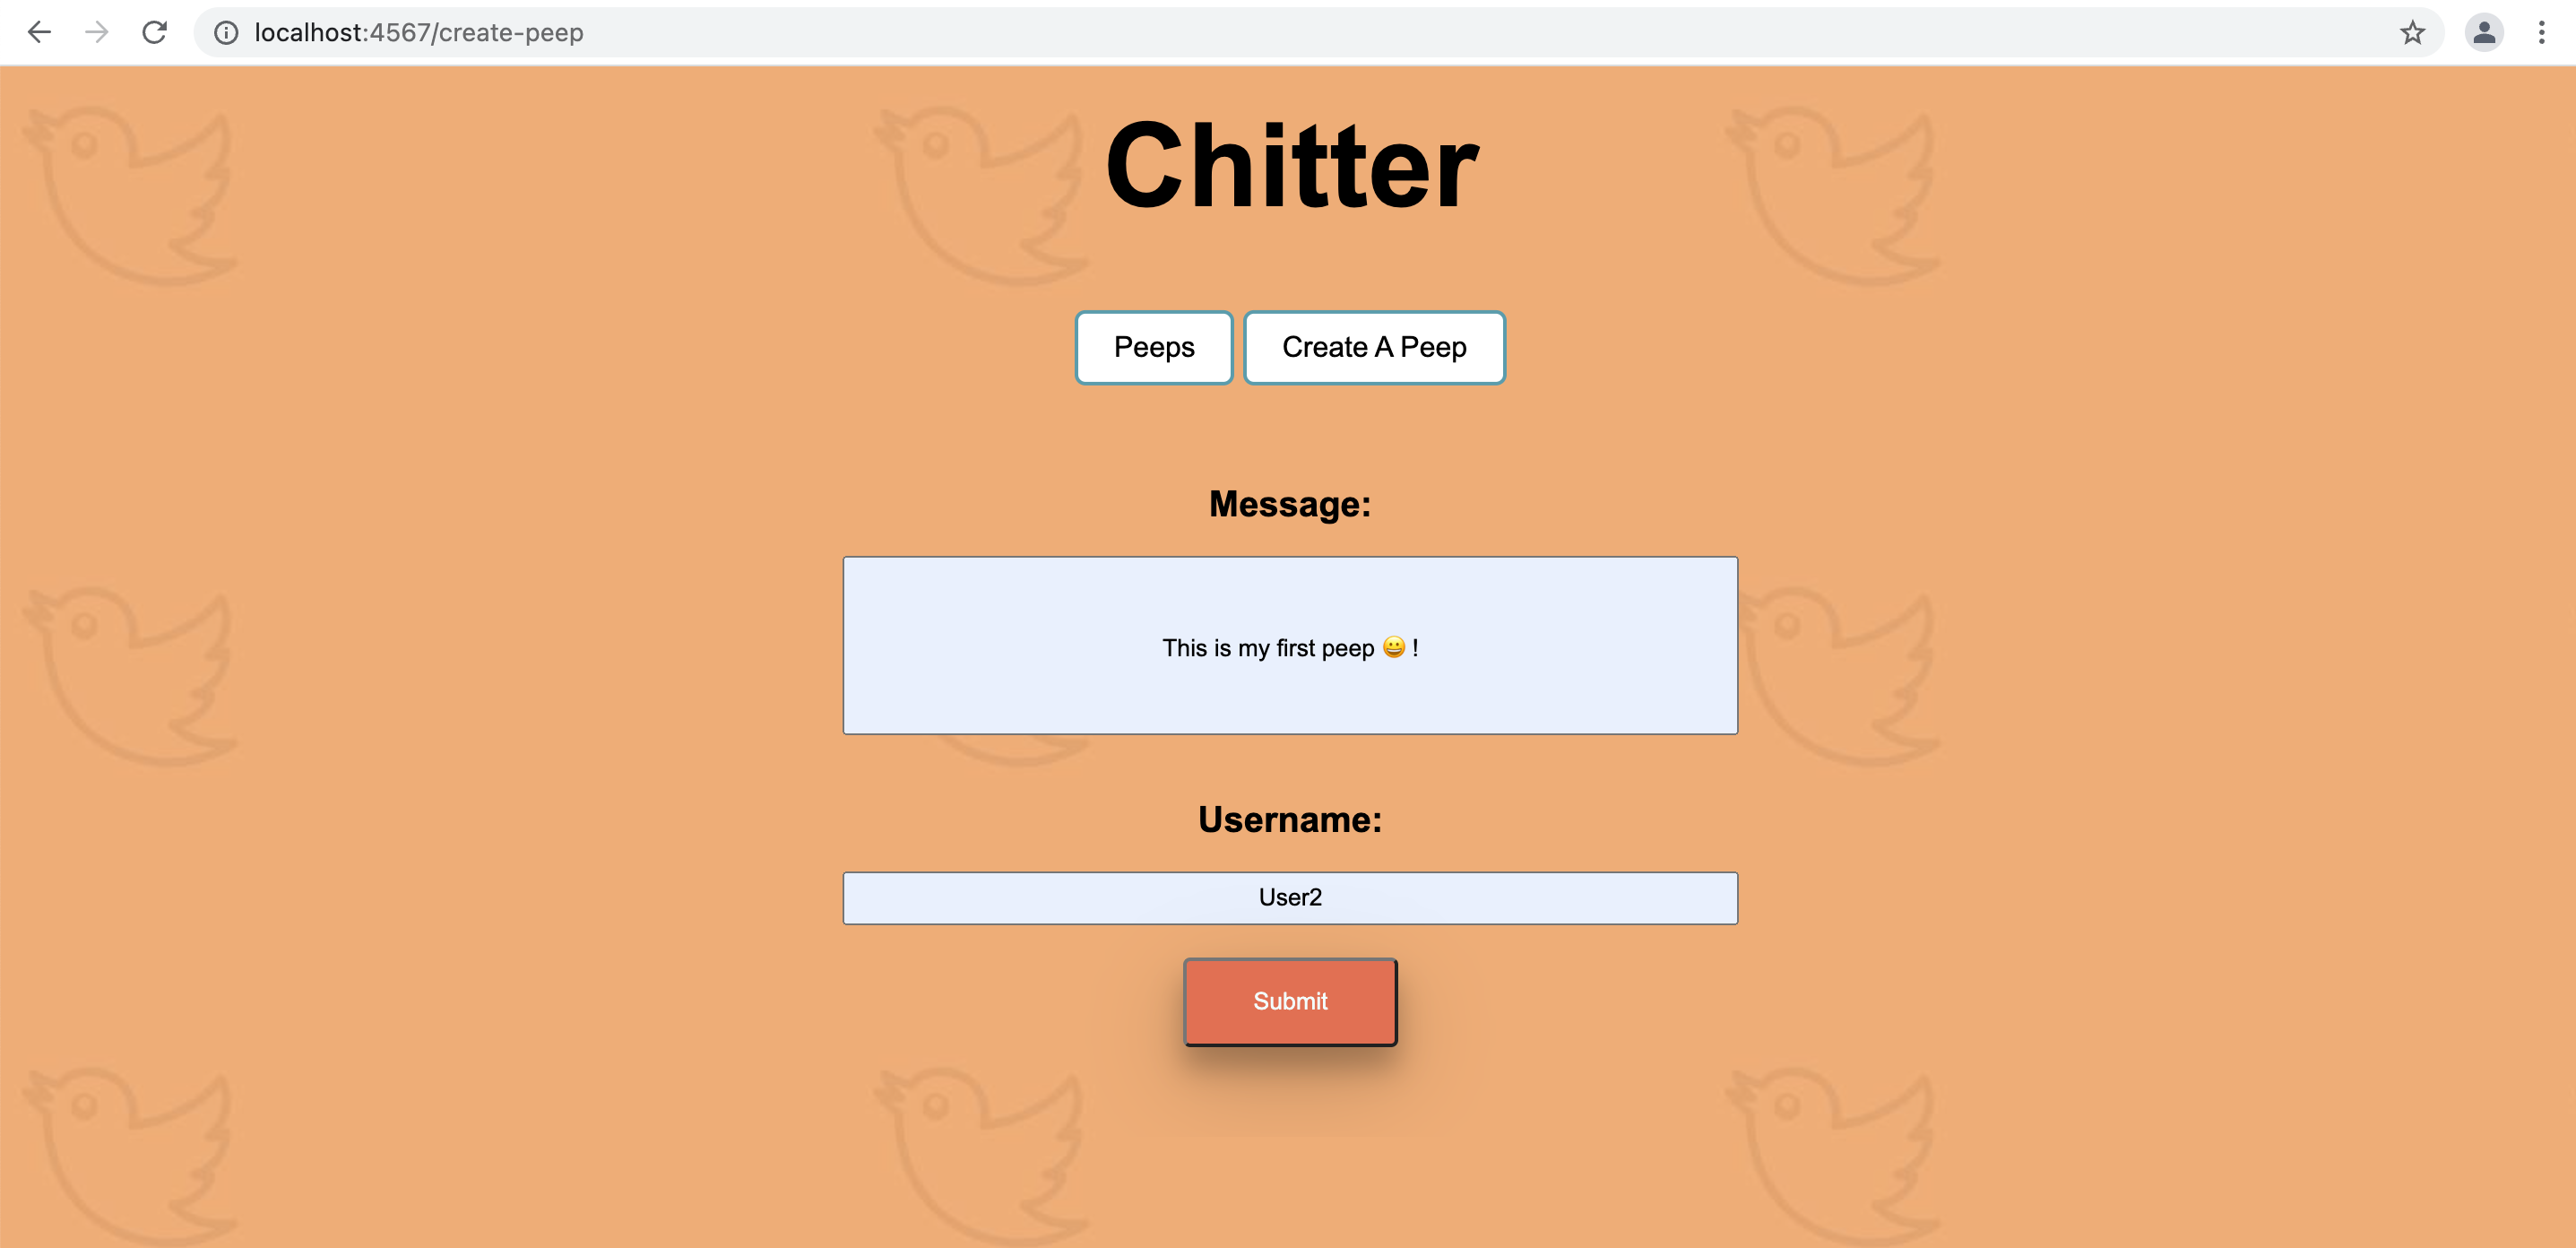 localhost:4567/create-peep
Chitter
Peeps
Create A Peep
Message:
This is my first peep 😀 !
Username:
User2
Submit